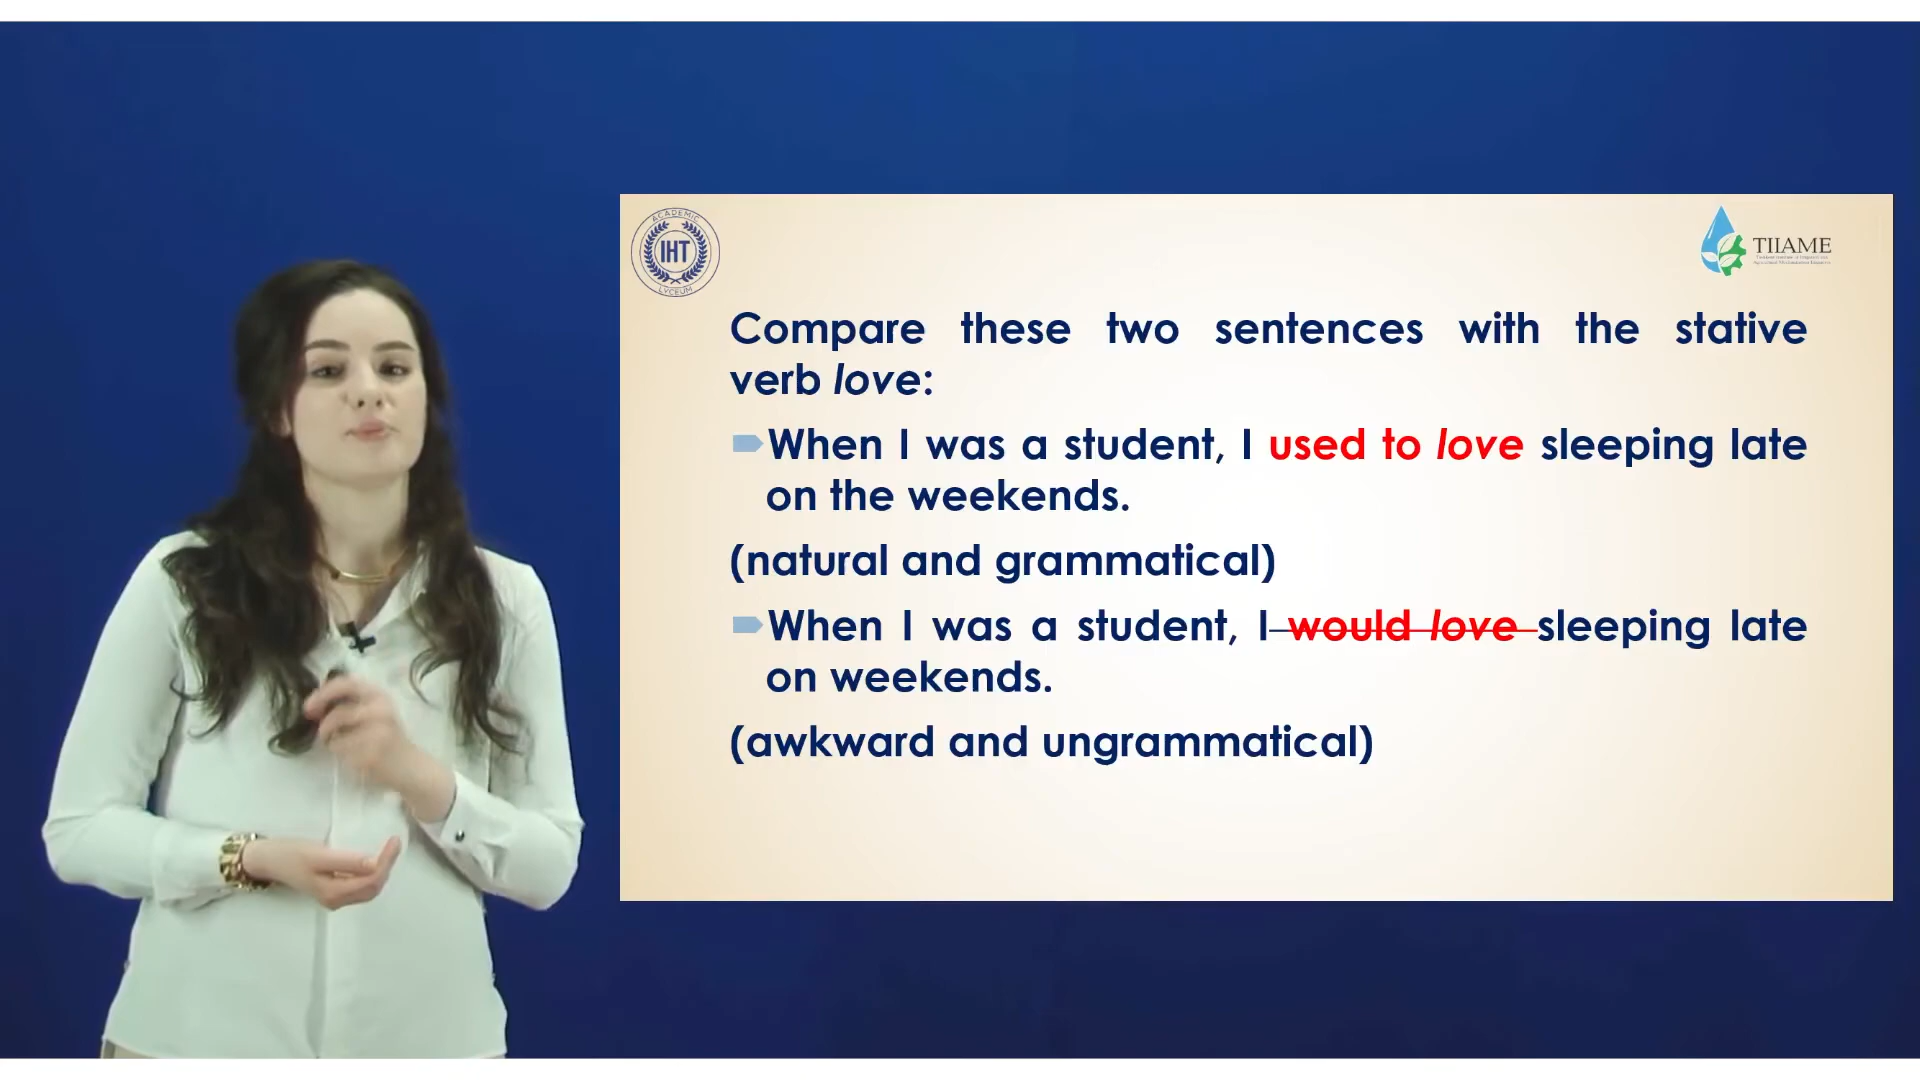 ACADEMIC
IHT
LYCEUM
TIIAME
Compare these two sentences with the stative
verb love:
When I was a student, I used to love sleeping late
on the weekends.
(natural and grammatical)
When I was a student, I would love sleeping late
on weekends.
(awkward and ungrammatical)